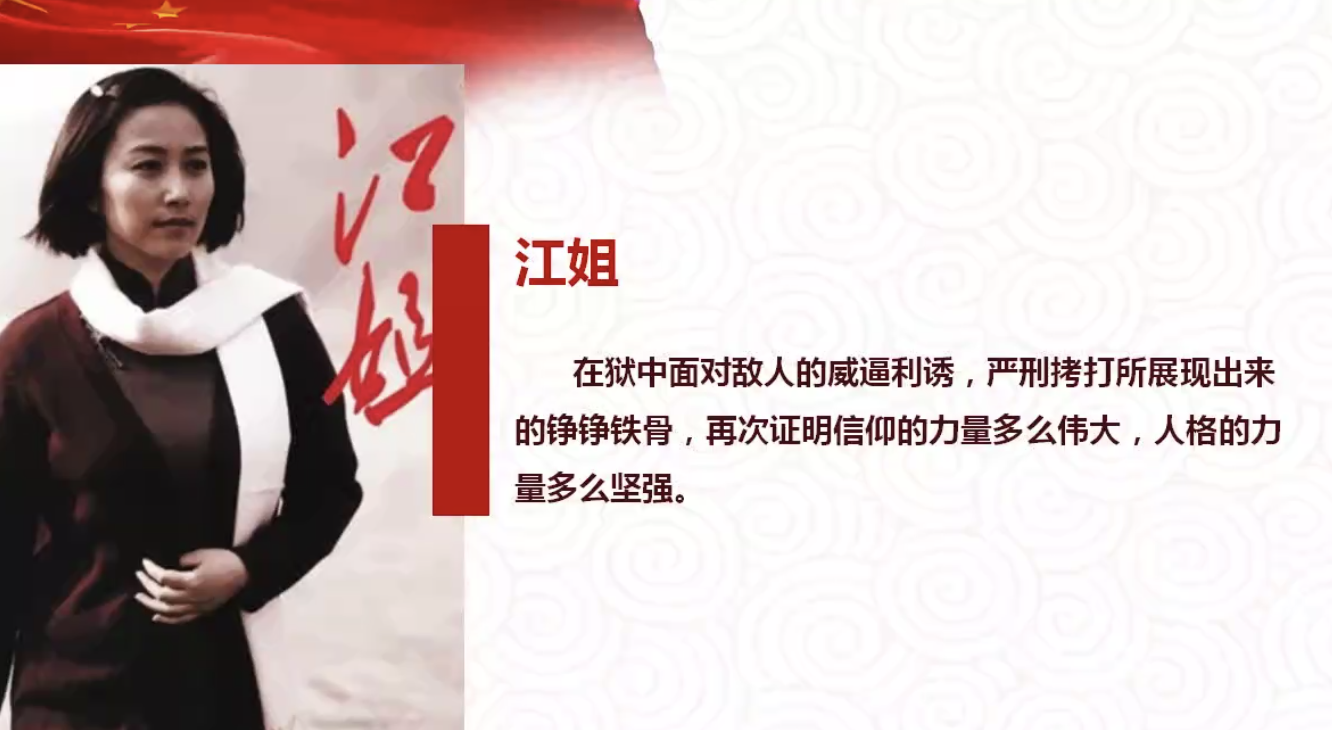 江姐
江姐
在狱中面对敌人的威逼利诱，严刑拷打所展现出来
的铮铮铁骨，再次证明信仰的力量多么伟大，人格的力
量多么坚强。